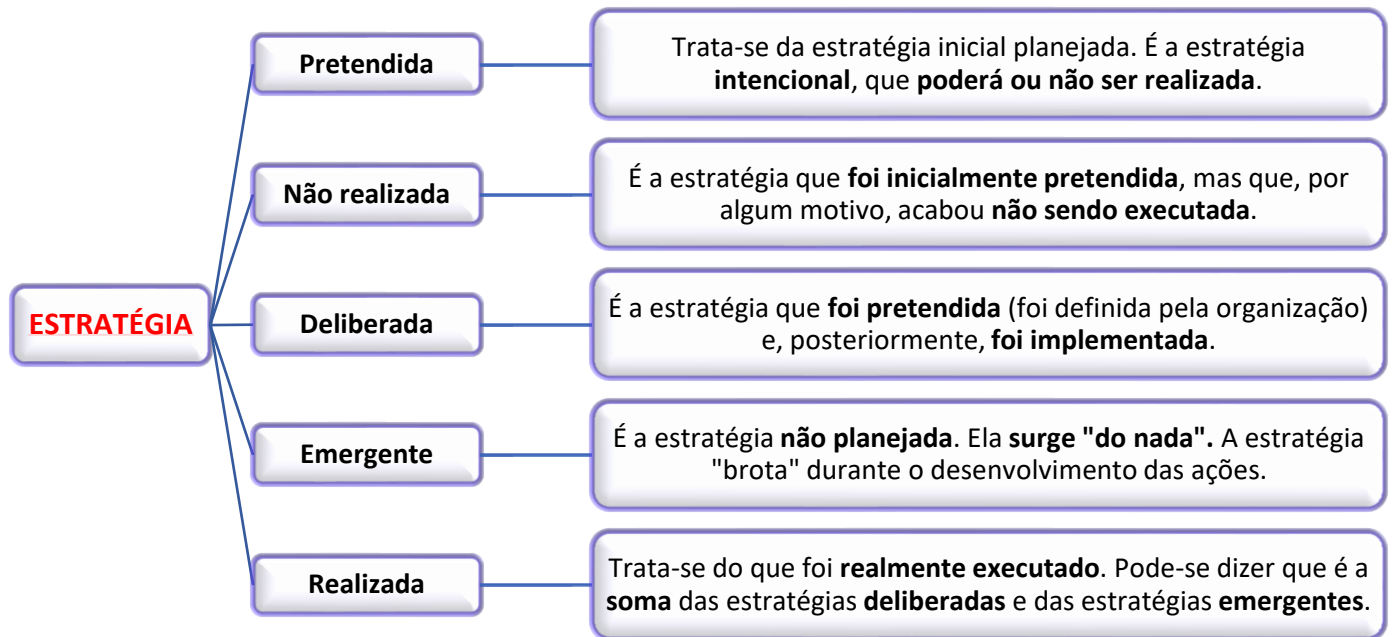 Pretendida
Trata-se da estratégia inicial planejada. É a estratégia
intencional, que poderá ou não ser realizada.
Não realizada
É a estratégia que foi inicialmente pretendida, mas que, por
algum motivo, acabou não sendo executada.
ESTRATÉGIA
Deliberada
É a estratégia que foi pretendida (foi definida pela organização)
e, posteriormente, foi implementada.
Emergente
É a estratégia não planejada. Ela surge "do nada". A estratégia
"brota" durante o desenvolvimento das ações.
Realizada
Trata-se do que foi realmente executado. Pode-se dizer que é a
soma das estratégias deliberadas e das estratégias emergentes.